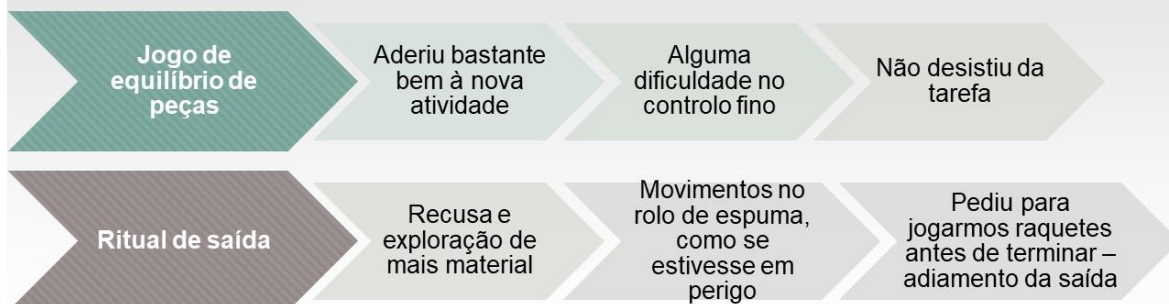 Jogo de
equilíbrio de
peças
Aderiu bastante
bem à nova
atividade
Alguma
dificuldade no
controlo fino
Não desistiu da
tarefa
Ritual de saída
Recusa e
exploração de
mais material
Movimentos no
rolo de espuma,
como se
estivesse em
perigo
Pediu para
jogarmos raquetes
antes de terminar –
adiamento da saída